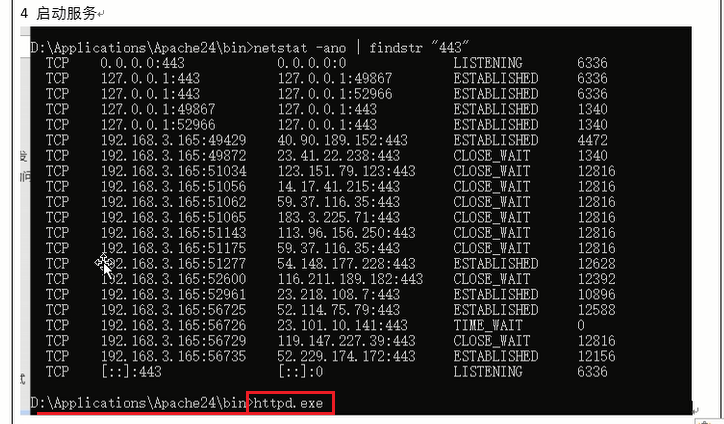 4 启动服务
D:\Applications\Apache24\bin>netstat -ano | findstr "443"
TCP 0.0.0.0:443 0.0.0.0:0 LISTENING 6336
TCP 127.0.0.1:443 127.0.0.1:49867 ESTABLISHED 6336
TCP 127.0.0.1:443 127.0.0.1:52966 ESTABLISHED 6336
TCP 127.0.0.1:49867 127.0.0.1:443 ESTABLISHED 1340
TCP 127.0.0.1:52966 127.0.0.1:443 ESTABLISHED 1340
TCP 192.168.3.165:49429 40.90.189.152:443 ESTABLISHED 4472
TCP 192.168.3.165:49872 23.41.22.238:443 CLOSE_WAIT 1340
TCP 192.168.3.165:51034 123.151.79.123:443 CLOSE_WAIT 12816
TCP 192.168.3.165:51056 14.17.41.215:443 CLOSE_WAIT 12816
TCP 192.168.3.165:51062 59.37.116.35:443 CLOSE_WAIT 12816
TCP 192.168.3.165:51065 183.3.225.71:443 CLOSE_WAIT 12816
TCP 192.168.3.165:51143 113.96.156.250:443 CLOSE_WAIT 12816
TCP 192.168.3.165:51175 59.37.116.35:443 CLOSE_WAIT 12816
TCP 192.168.3.165:51277 54.148.177.228:443 ESTABLISHED 12628
TCP 192.168.3.165:52600 116.211.189.182:443 CLOSE_WAIT 12392
TCP 192.168.3.165:52961 23.218.108.7:443 ESTABLISHED 10896
TCP 192.168.3.165:56725 52.114.75.79:443 ESTABLISHED 12588
TCP 192.168.3.165:56726 23.101.10.141:443 TIME_WAIT 0
TCP 192.168.3.165:56729 119.147.227.39:443 CLOSE_WAIT 12816
TCP 192.168.3.165:56735 52.229.174.172:443 ESTABLISHED 12156
TCP [::]:443 [::]:0 LISTENING 6336
D:\Applications\Apache24\bin>httpd.exe